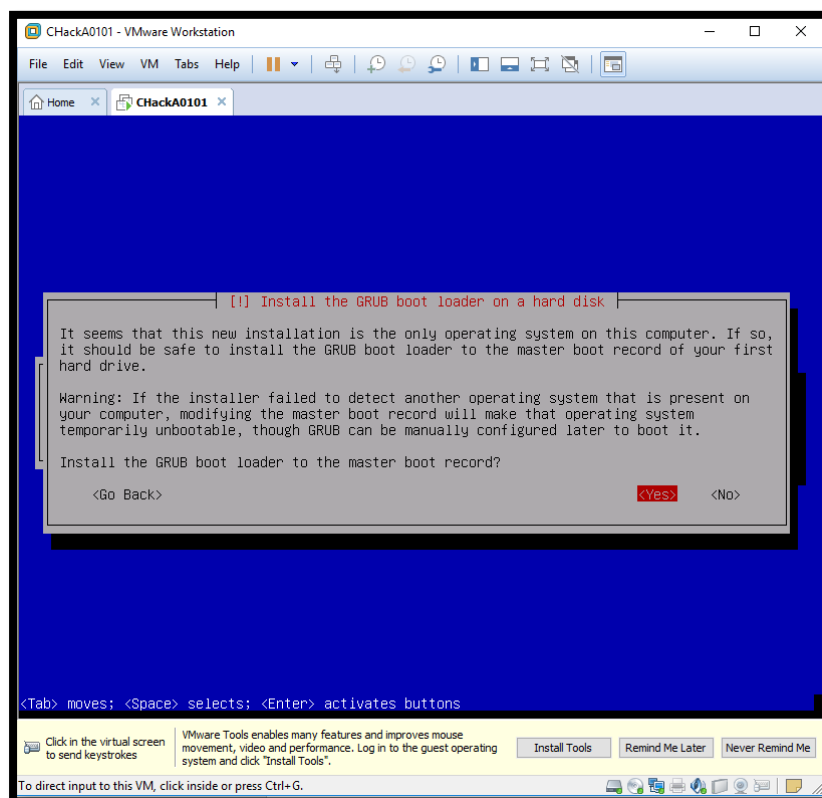 CHackA0101 - VMware Workstation
File Edit View VM Tabs Help
Home CHackA0101
[!] Install the GRUB boot loader on a hard disk
It seems that this new installation is the only operating system on this computer. If so,
it should be safe to install the GRUB boot loader to the master boot record of your first
hard drive.
Warning: If the installer failed to detect another operating system that is present on
your computer, modifying the master boot record will make that operating system
temporarily unbootable, though GRUB can be manually configured later to boot it.
Install the GRUB boot loader to the master boot record?
<Go Back> <Yes> <No>
<Tab> moves; <Space> selects; <Enter> activates buttons
Click in the virtual screen
to send keystrokes
VMware Tools enables many features and improves mouse
movement, video and performance. Log in to the guest operating
system and click "Install Tools".
Install Tools Remind Me Later Never Remind Me
To direct input to this VM, click inside or press Ctrl+G.